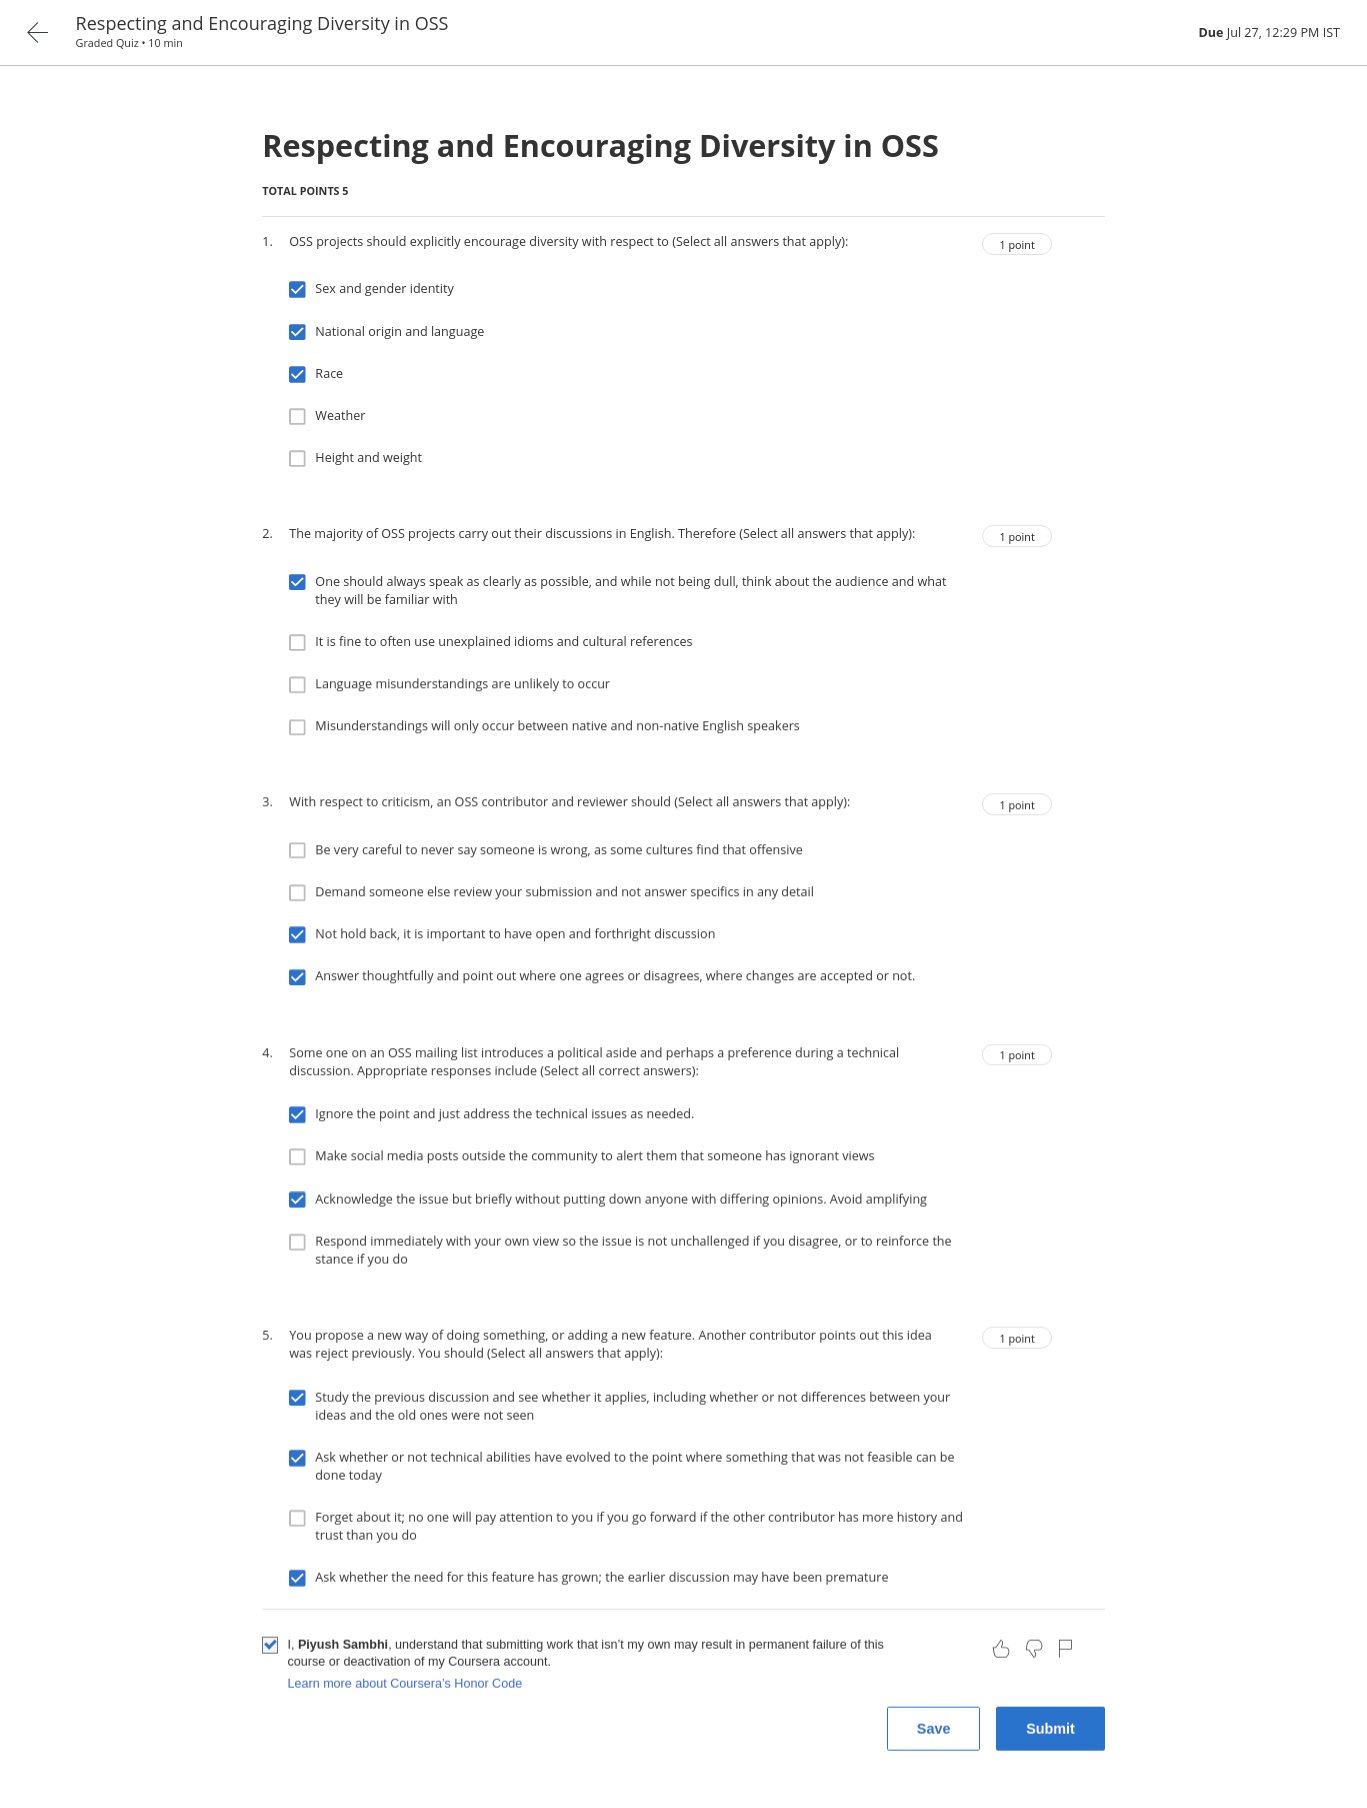 Respecting and Encouraging Diversity in OSS
Graded Quiz • 10 min
Due Jul 27, 12:29 PM IST
Respecting and Encouraging Diversity in OSS
TOTAL POINTS 5
1. OSS projects should explicitly encourage diversity with respect to (Select all answers that apply):
1 point
Sex and gender identity
National origin and language
Race
Weather
Height and weight
2. The majority of OSS projects carry out their discussions in English. Therefore (Select all answers that apply):
1 point
One should always speak as clearly as possible, and while not being dull, think about the audience and what
they will be familiar with
It is fine to often use unexplained idioms and cultural references
Language misunderstandings are unlikely to occur
Misunderstandings will only occur between native and non-native English speakers
3. With respect to criticism, an OSS contributor and reviewer should (Select all answers that apply):
1 point
Be very careful to never say someone is wrong, as some cultures find that offensive
Demand someone else review your submission and not answer specifics in any detail
Not hold back, it is important to have open and forthright discussion
Answer thoughtfully and point out where one agrees or disagrees, where changes are accepted or not.
4. Some one on an OSS mailing list introduces a political aside and perhaps a preference during a technical
discussion. Appropriate responses include (Select all correct answers):
1 point
Ignore the point and just address the technical issues as needed.
Make social media posts outside the community to alert them that someone has ignorant views
Acknowledge the issue but briefly without putting down anyone with differing opinions. Avoid amplifying
Respond immediately with your own view so the issue is not unchallenged if you disagree, or to reinforce the
stance if you do
5. You propose a new way of doing something, or adding a new feature. Another contributor points out this idea
was reject previously. You should (Select all answers that apply):
1 point
Study the previous discussion and see whether it applies, including whether or not differences between your
ideas and the old ones were not seen
Ask whether or not technical abilities have evolved to the point where something that was not feasible can be
done today
Forget about it; no one will pay attention to you if you go forward if the other contributor has more history and
trust than you do
Ask whether the need for this feature has grown; the earlier discussion may have been premature
I, Piyush Sambhi, understand that submitting work that isn't my own may result in permanent failure of this
course or deactivation of my Coursera account.
Learn more about Coursera's Honor Code
Save
Submit